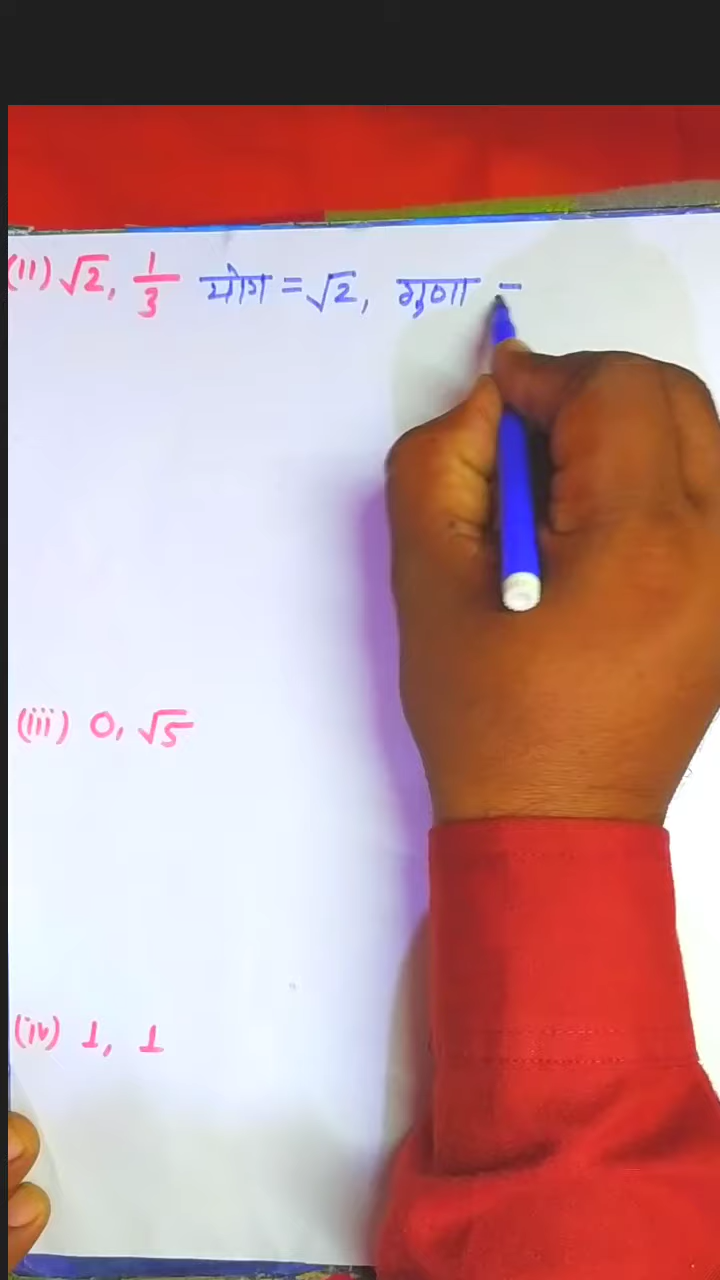 (ii) √2, 1/3 योग = √2, गुणा -
(iii) 0, √5
(iv) 1, 1